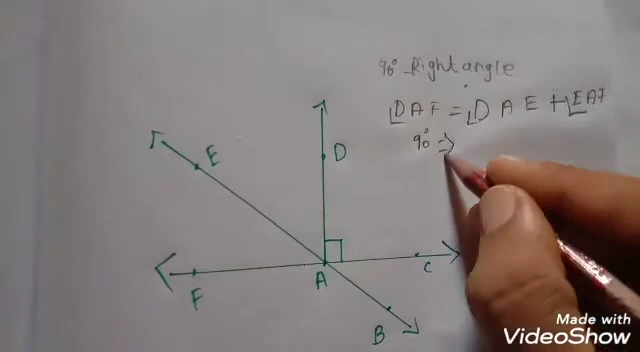 90° Right angle
∠DAF = ∠DAE + ∠EAF
90° =>
E
D
A
F
C
B
Made with
VideoShow